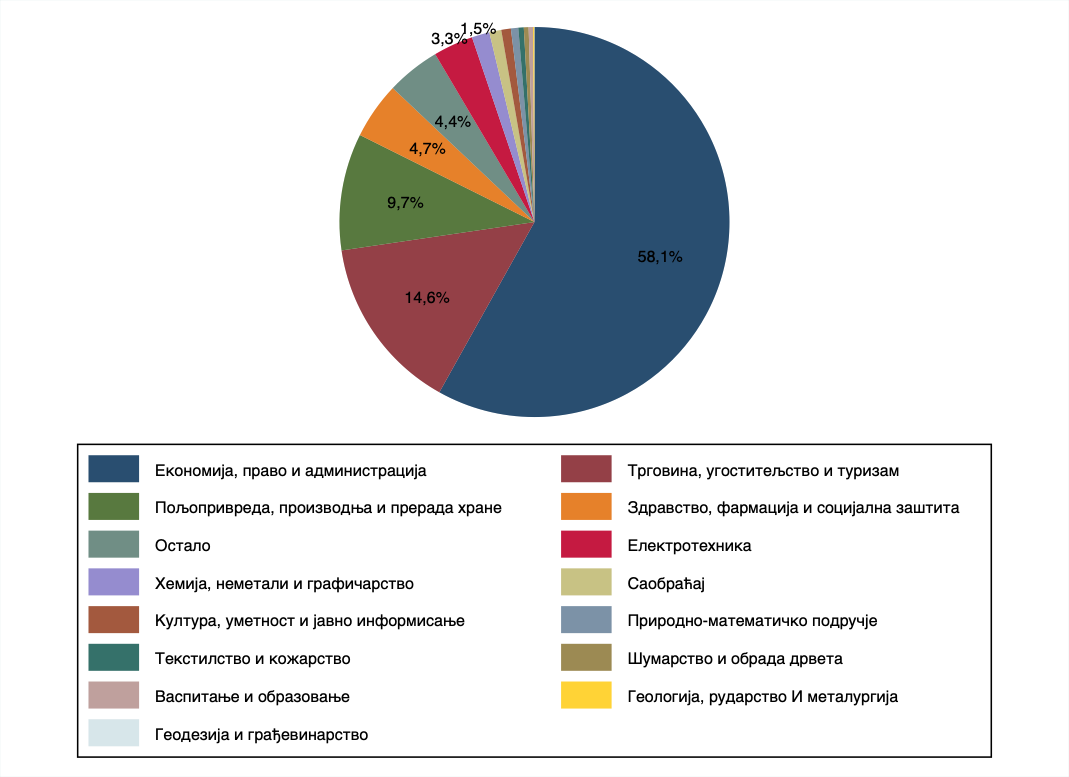 1,5%
3,3%
4,4%
4,7%
9,7%
58,1%
14,6%
Економија, право и администрација
Трговина, угоститељство и туризам
Пољопривреда, производња и прерада хране
Здравство, фармација и социјална заштита
Остало
Електротехника
Хемија, неметали и графичарство
Саобраћај
Култура, уметност и јавно информисање
Природно-математичко подручје
Текстилство и кожарство
Шумарство и обрада дрвета
Васпитање и образовање
Геологија, рударство И металургија
Геодезија и грађевинарство